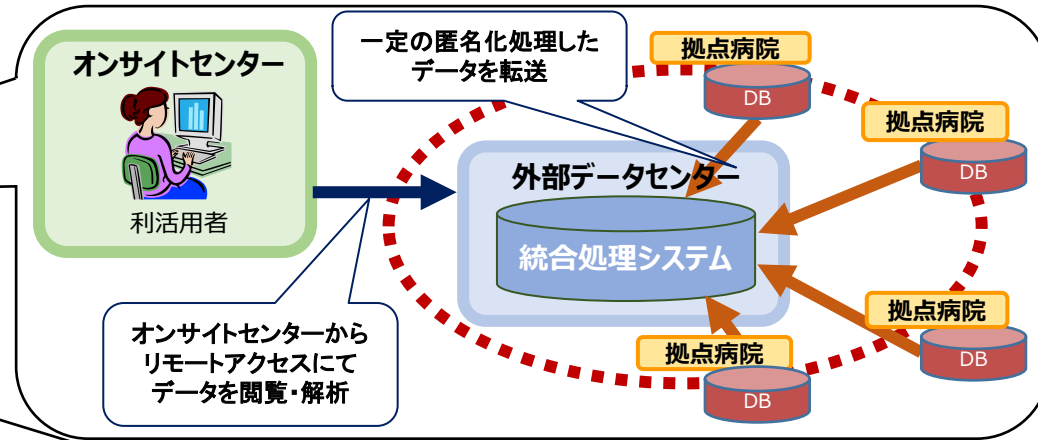 オンサイトセンター
利活用者
一定の匿名化処理した
データを転送
拠点病院
DB
拠点病院
DB
外部データセンター
統合処理システム
拠点病院
DB
拠点病院
DB
オンサイトセンターから
リモートアクセスにて
データを閲覧・解析